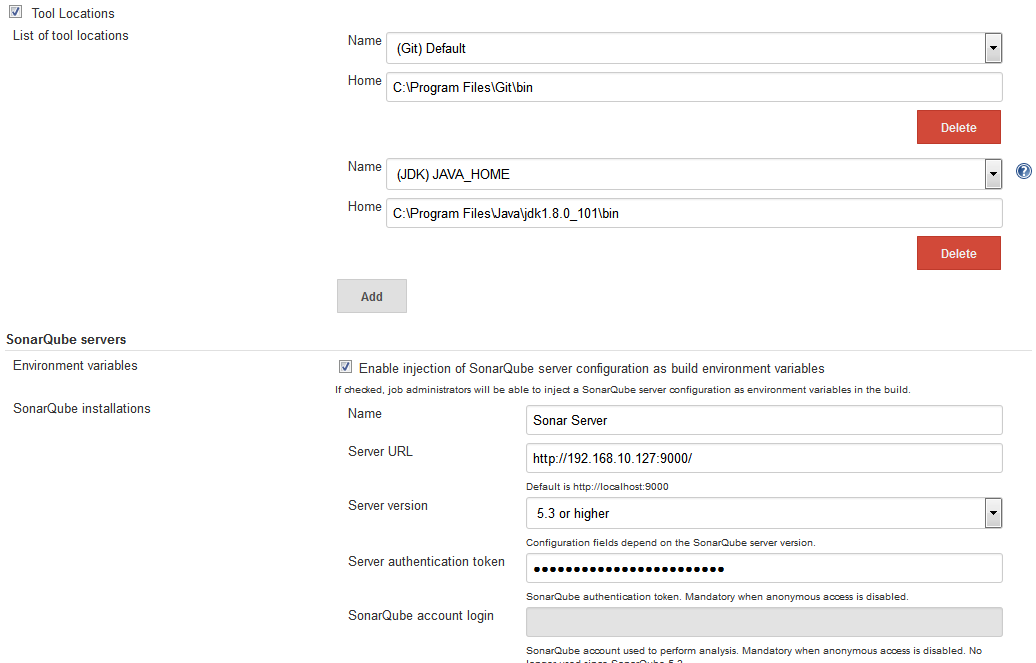 Tool Locations
List of tool locations
Name
(Git) Default
Home
C:\Program Files\Git\bin
Delete
Name
(JDK) JAVA_HOME
Home
C:\Program Files\Java\jdk1.8.0_101\bin
Delete
Add
SonarQube servers
Environment variables
Enable injection of SonarQube server configuration as build environment variables
If checked, job administrators will be able to inject a SonarQube server configuration as environment variables in the build.
SonarQube installations
Name
Sonar Server
Server URL
http://192.168.10.127:9000/
Default is http://localhost:9000
Server version
5.3 or higher
Configuration fields depend on the SonarQube server version.
Server authentication token
••••••••••••••••••••••••
SonarQube authentication token. Mandatory when anonymous access is disabled.
SonarQube account login
SonarQube account used to perform analysis. Mandatory when anonymous access is disabled. No
longer used since SonarQube 5.3